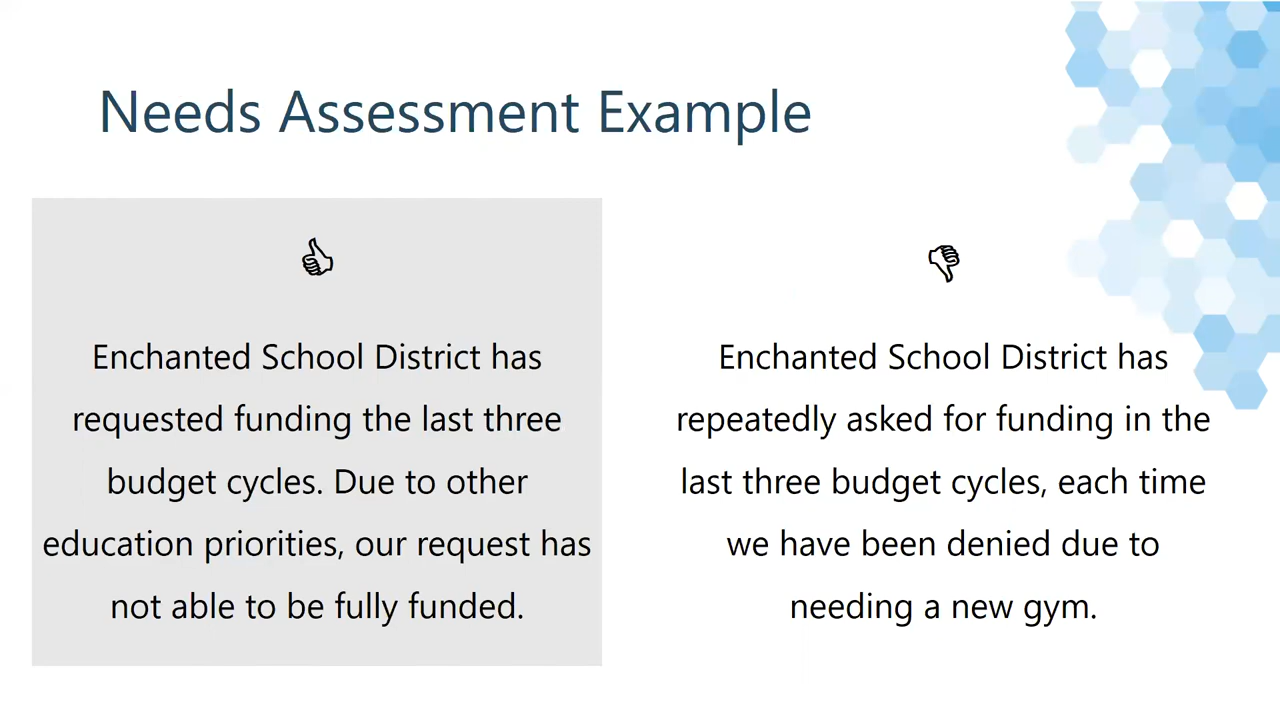 Needs Assessment Example
Enchanted School District has
requested funding the last three
budget cycles. Due to other
education priorities, our request has
not able to be fully funded.
Enchanted School District has
repeatedly asked for funding in the
last three budget cycles, each time
we have been denied due to
needing a new gym.